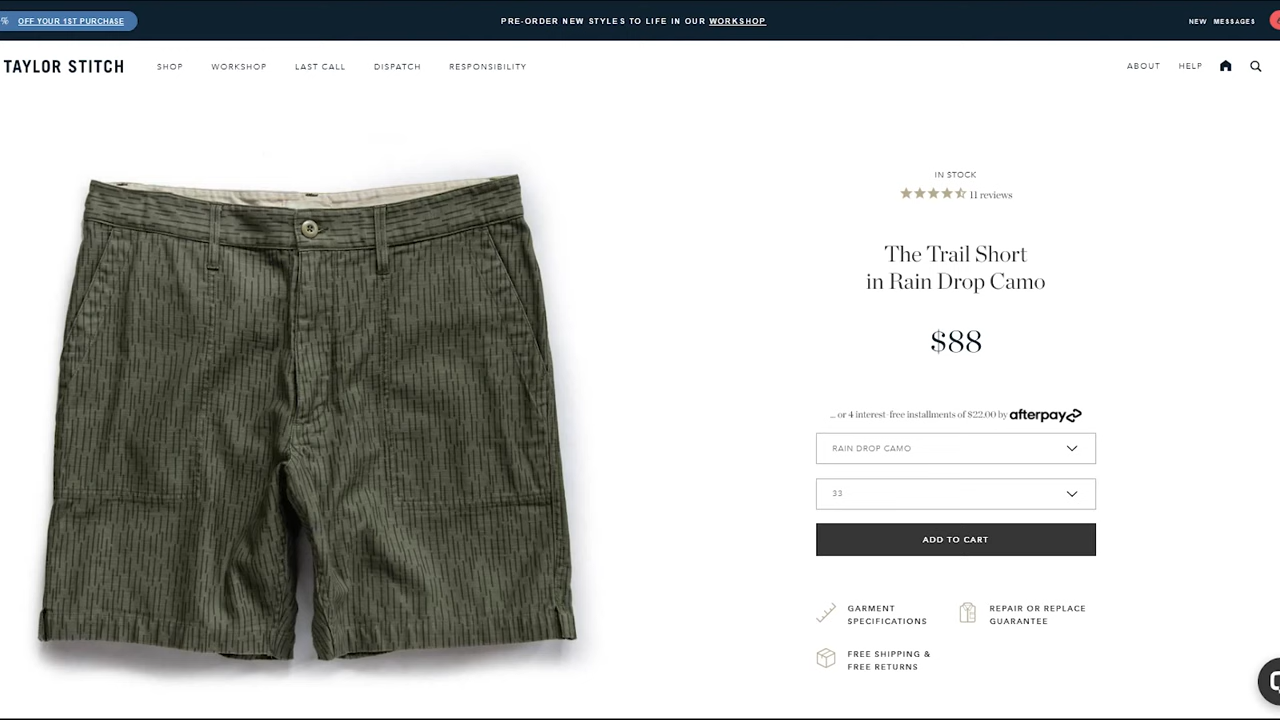 % OFF YOUR 1ST PURCHASE
PRE-ORDER NEW STYLES TO LIFE IN OUR WORKSHOP
NEW MESSAGES
TAYLOR STITCH
SHOP
WORKSHOP
LAST CALL
DISPATCH
RESPONSIBILITY
ABOUT
HELP
IN STOCK
11 reviews
The Trail Short
in Rain Drop Camo
$88
... or 4 interest-free installments of $22.00 by afterpay
RAIN DROP CAMO
33
ADD TO CART
GARMENT
SPECIFICATIONS
REPAIR OR REPLACE
GUARANTEE
FREE SHIPPING &
FREE RETURNS